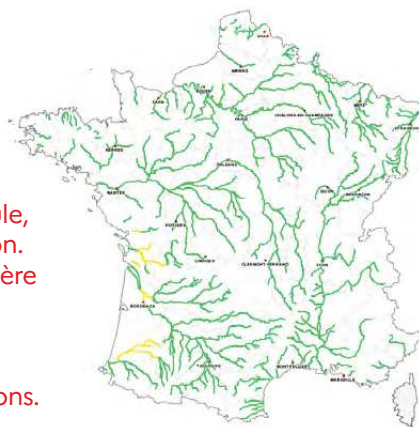 LILLE
AMIENS
ROUEN
CAEN
METZ
PARIS
CHÂLONS-EN-CHAMPAGNE
STRASBOURG
RENNES
ORLEANS
NANTES
DIJON
BESANCON
POITIERS
LIMOGES
CLERMONT-FERRAND
LYON
BORDEAUX
TOULOUSE
MONTPELLIER
MARSEILLE
ule,
on.
ère
ons.